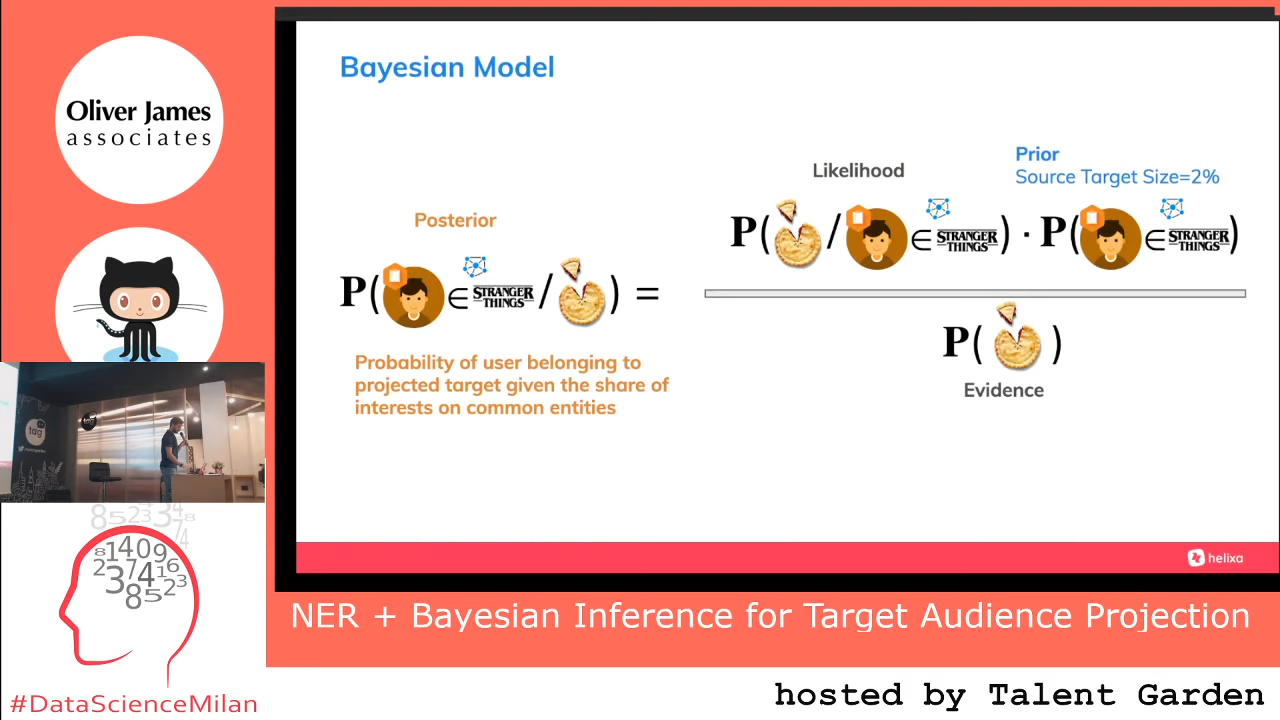 Oliver James
associates
Bayesian Model
Posterior
P( ∈ STRANGER THINGS / ) =
Probability of user belonging to
projected target given the share of
interests on common entities
Likelihood
Prior
Source Target Size=2%
P( / ∈ STRANGER THINGS ) · P( ∈ STRANGER THINGS )
P( )
Evidence
helixa
tag
NER + Bayesian Inference for Target Audience Projection
#DataScienceMilan
hosted by Talent Garden